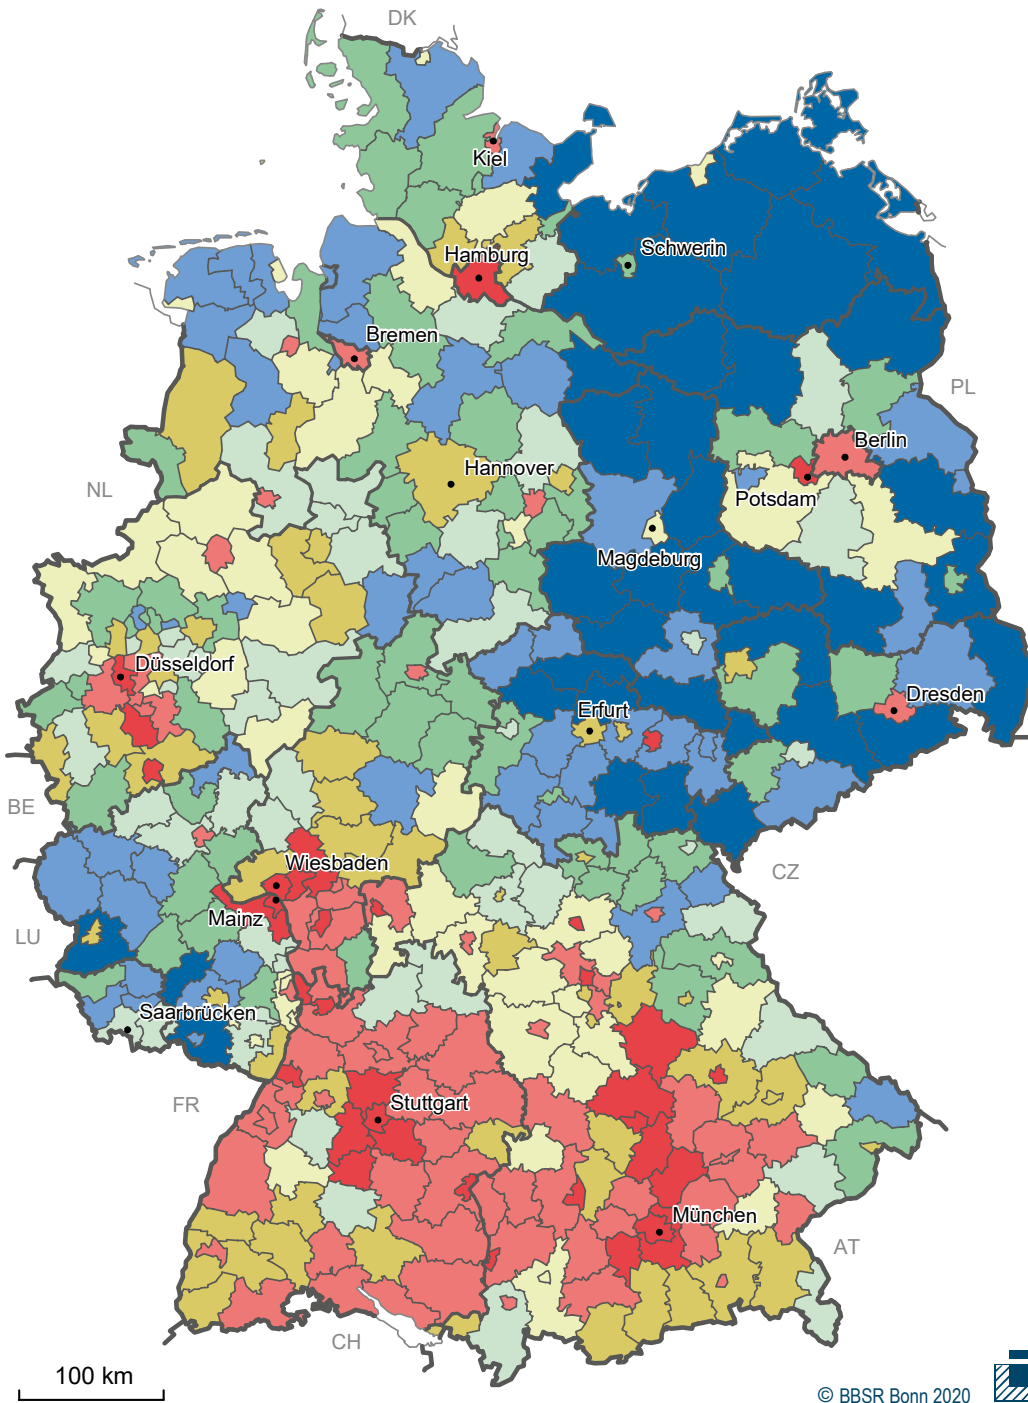 DK
Kiel
Schwerin
Hamburg
Bremen
PL
Berlin
Hannover
NL
Potsdam
Magdeburg
Düsseldorf
Dresden
Erfurt
BE
Wiesbaden
CZ
Mainz
LU
Saarbrücken
FR
Stuttgart
München
AT
CH
100 km
© BBSR Bonn 2020